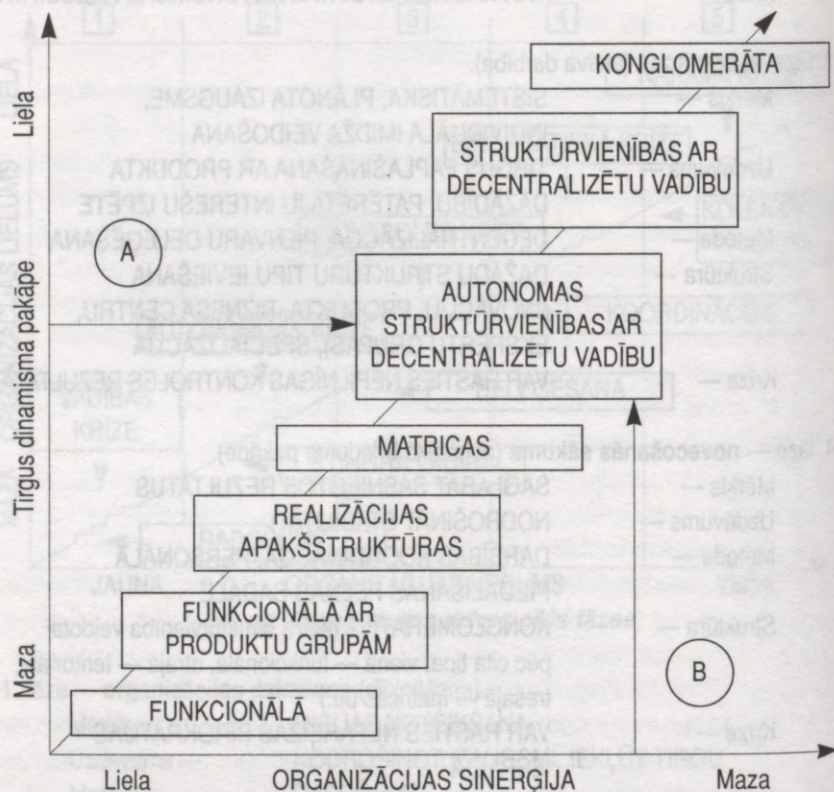 Liela
Tirgus dinamisma pakāpe
Maza
KONGLOMERĀTA
STRUKTŪRVIENĪBAS AR
DECENTRALIZĒTU VADĪBU
A
AUTONOMAS
STRUKTŪRVIENĪBAS AR
DECENTRALIZĒTU VADĪBU
MATRICAS
REALIZĀCIJAS
APAKŠSTRUKTŪRAS
FUNKCIONĀLĀ AR
PRODUKTU GRUPĀM
B
FUNKCIONĀLĀ
Liela
ORGANIZĀCIJAS SINERĢIJA
Maza